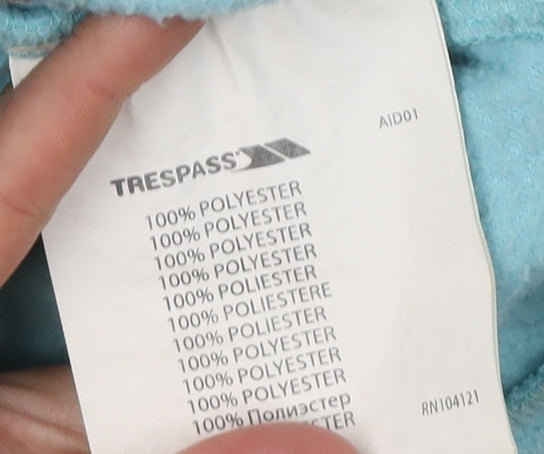 AID01
TRESPASS
100% POLYESTER
100% POLYESTER
100% POLYESTER
100% POLYESTER
100% POLIESTER
100% POLIESTERE
100% POLIESTER
100% POLYESTER
100% POLYESTER
100% POLYESTER
100% Полиэстер
RN104121